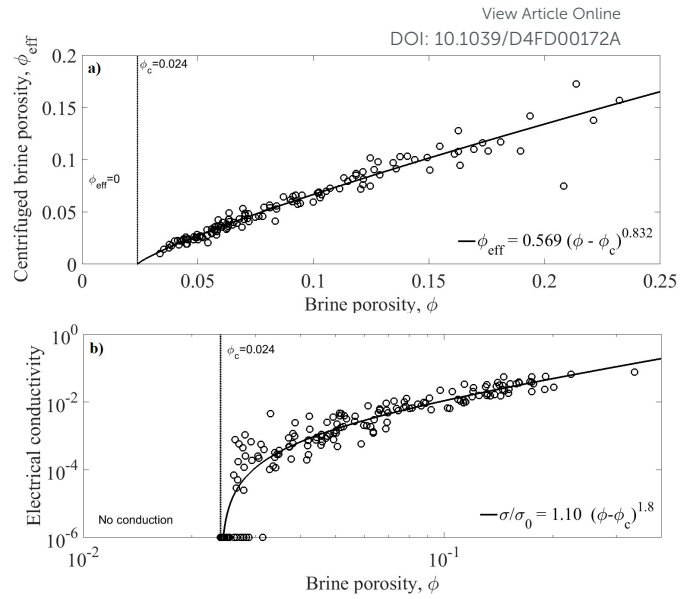 View Article Online
DOI: 10.1039/D4FD00172A
a)
ϕc=0.024
ϕeff=0
Centrifuged brine porosity, ϕeff
0.2
0.15
0.1
0.05
0
0 0.05 0.1 0.15 0.2 0.25
ϕeff = 0.569 (ϕ - ϕc)^0.832
Brine porosity, ϕ
b)
ϕc=0.024
Electrical conductivity
10^0
10^-2
10^-4
10^-6
No conduction
σ/σ0 = 1.10 (ϕ-ϕc)^1.8
10^-2 10^-1
Brine porosity, ϕ